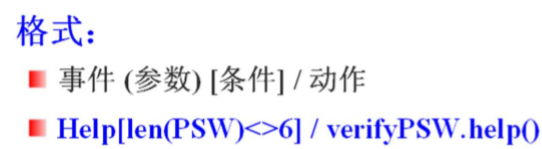 格式：
事件 (参数) [条件] / 动作
Help[len(PSW)<>6] / verifyPSW.help()